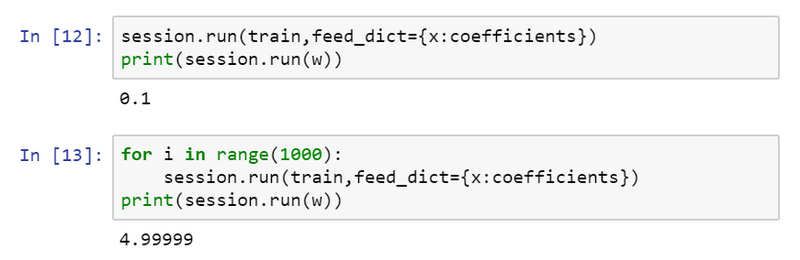 In [12]: session.run(train,feed_dict={x:coefficients})
print(session.run(w))
0.1
In [13]: for i in range(1000):
    session.run(train,feed_dict={x:coefficients})
print(session.run(w))
4.99999